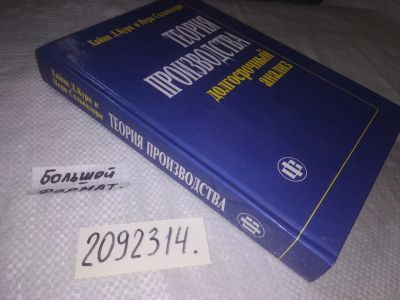 Хайнц Д. Курц и Нери Сальвадори
ТЕОРИЯ
ПРОИЗВОДСТВА
долгосрочный
анализ
Хайнц Д. Курц и
Нери Сальвадори
ТЕОРИЯ ПРОИЗВОДСТВА
БОЛЬШОЙ
ФОРМАТ.
2092314.